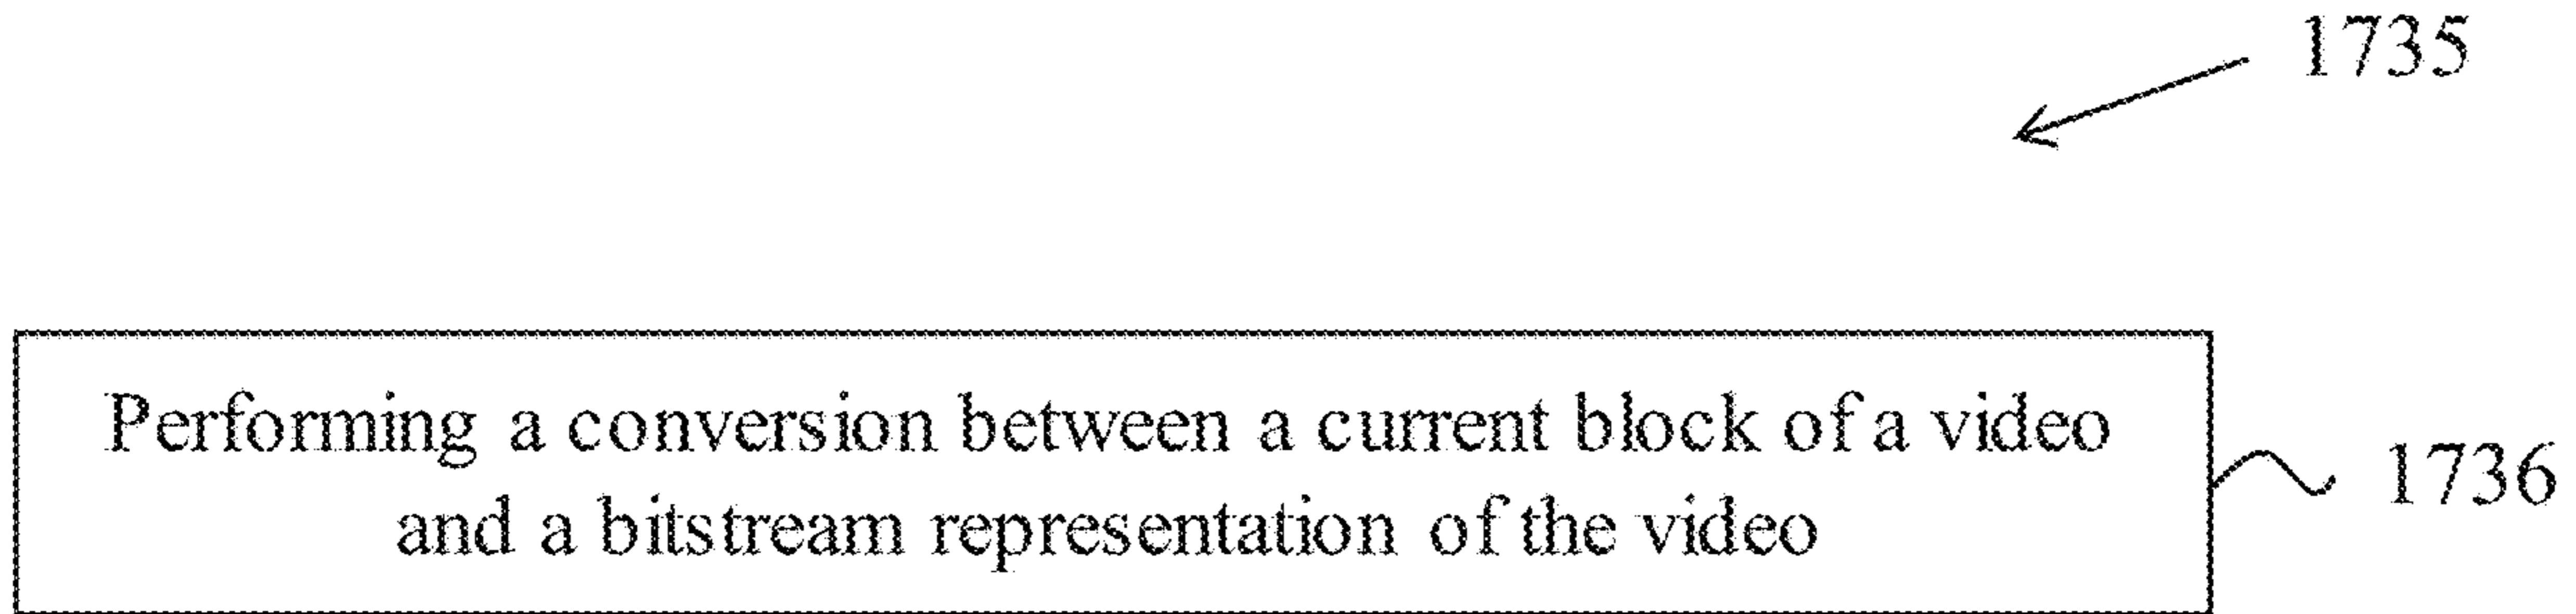 1735
Performing a conversion between a current block of a video
and a bitstream representation of the video
1736